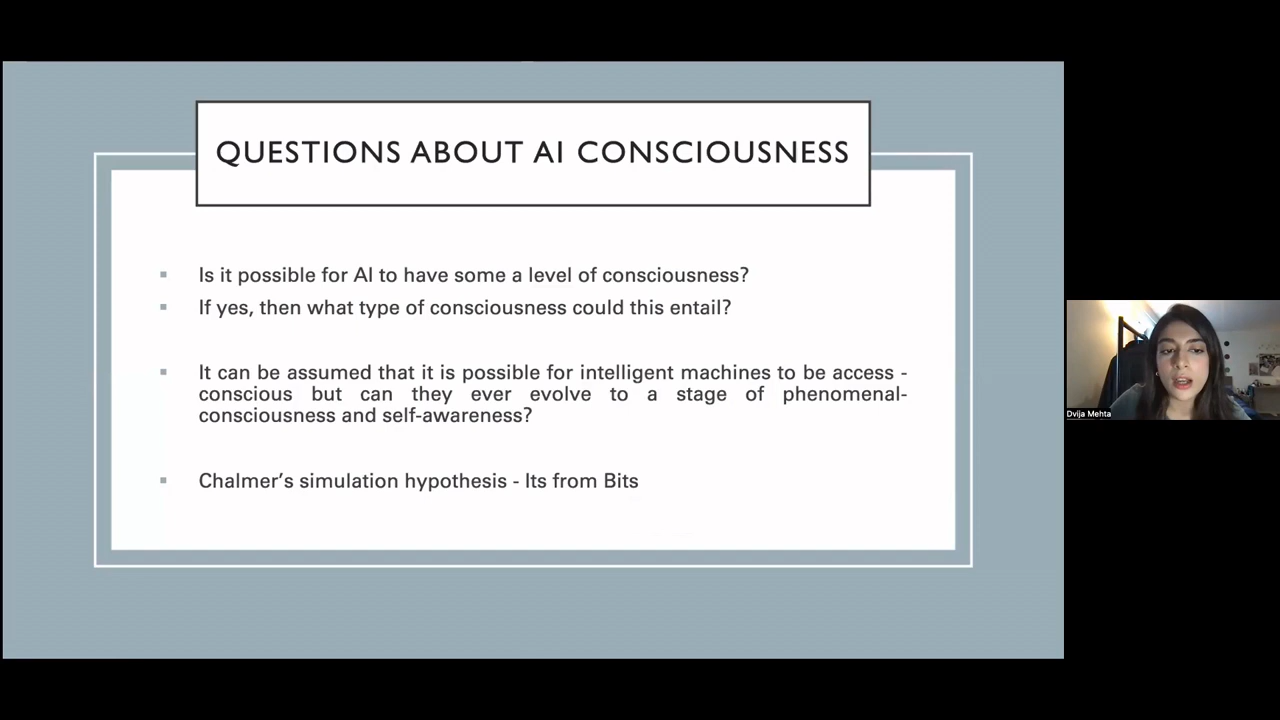 QUESTIONS ABOUT AI CONSCIOUSNESS
Is it possible for AI to have some a level of consciousness?
If yes, then what type of consciousness could this entail?
It can be assumed that it is possible for intelligent machines to be access -
conscious but can they ever evolve to a stage of phenomenal-
consciousness and self-awareness?
Chalmer's simulation hypothesis - Its from Bits
Dvija Mehta